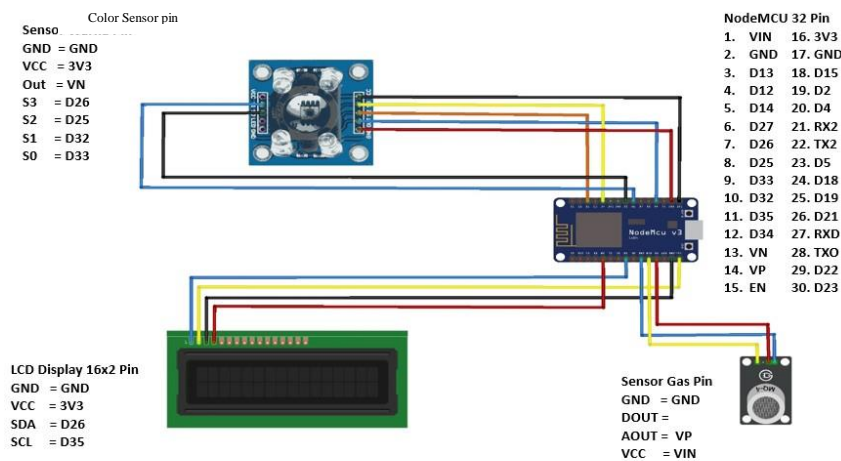 Color Sensor pin
GND = GND
VCC = 3V3
Out = VN
S3 = D26
S2 = D25
S1 = D32
S0 = D33
NodeMCU 32 Pin
1. VIN 16. 3V3
2. GND 17. GND
3. D13 18. D15
4. D12 19. D2
5. D14 20. D4
6. D27 21. RX2
7. D26 22. TX2
8. D25 23. D5
9. D33 24. D18
10. D32 25. D19
11. D35 26. D21
12. D34 27. RXD
13. VN 28. TXO
14. VP 29. D22
15. EN 30. D23
NodeMcu v3
LCD Display 16x2 Pin
GND = GND
VCC = 3V3
SDA = D26
SCL = D35
Sensor Gas Pin
GND = GND
DOUT =
AOUT = VP
VCC = VIN
MQ-4